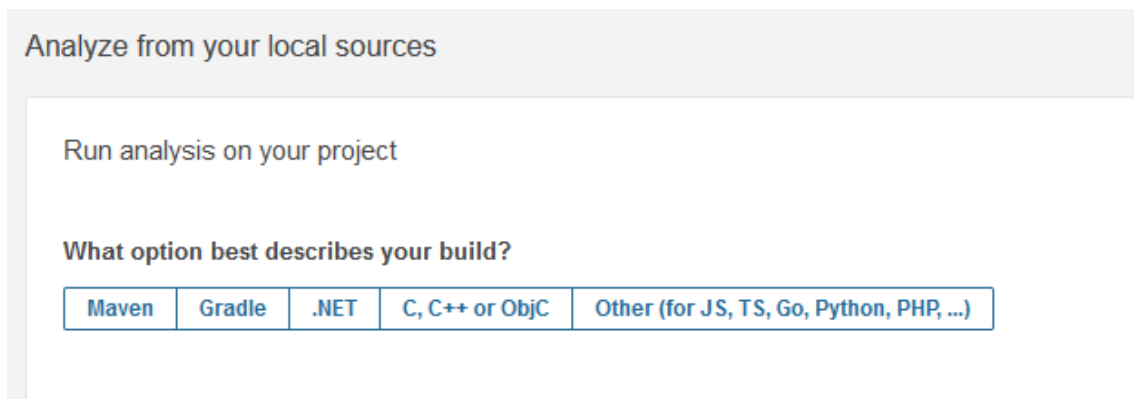 Analyze from your local sources
Run analysis on your project
What option best describes your build?
Maven Gradle .NET C, C++ or ObjC Other (for JS, TS, Go, Python, PHP, ...)